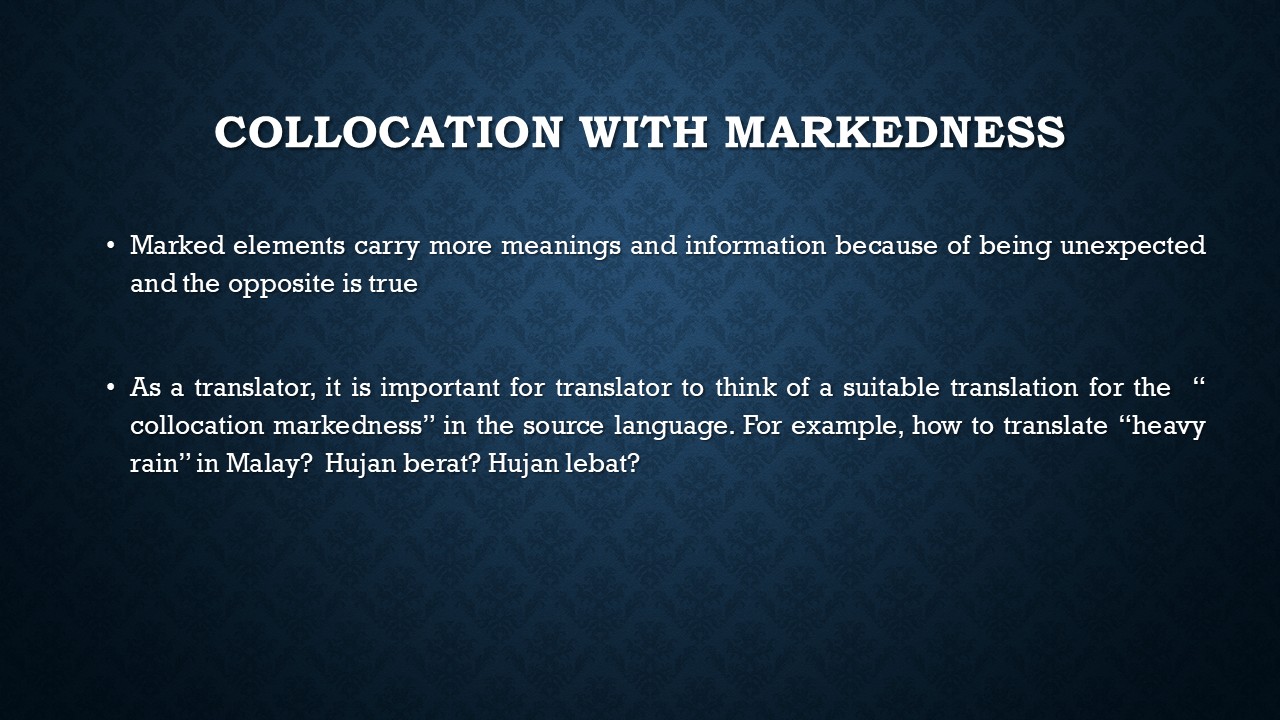 COLLOCATION WITH MARKEDNESS
• Marked elements carry more meanings and information because of being unexpected
and the opposite is true
• As a translator, it is important for translator to think of a suitable translation for the “
collocation markedness” in the source language. For example, how to translate “heavy
rain” in Malay? Hujan berat? Hujan lebat?